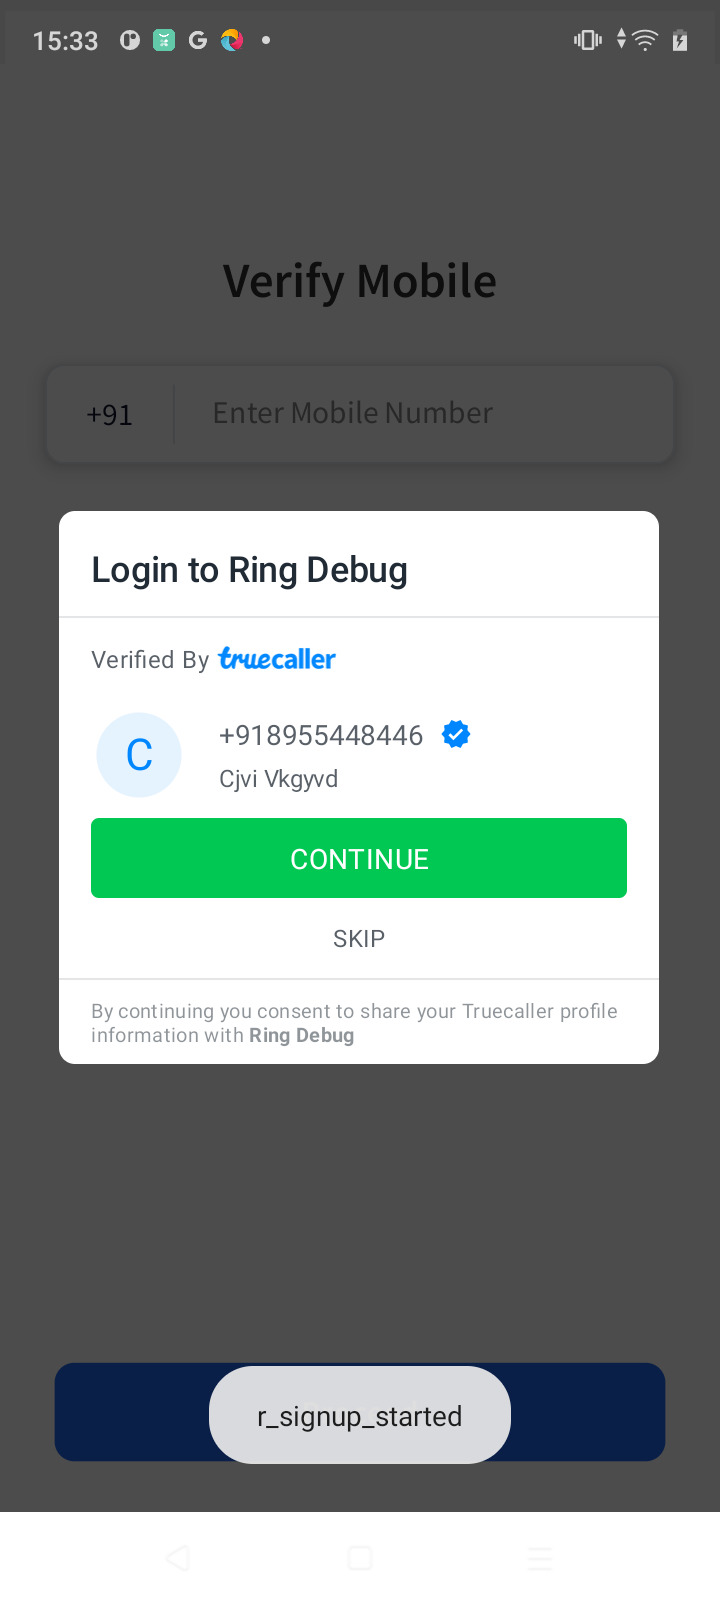 15:33
Verify Mobile
+91 Enter Mobile Number
Login to Ring Debug
Verified By truecaller
C
+918955448446
Cjvi Vkgyvd
CONTINUE
SKIP
By continuing you consent to share your Truecaller profile
information with Ring Debug
r_signup_started